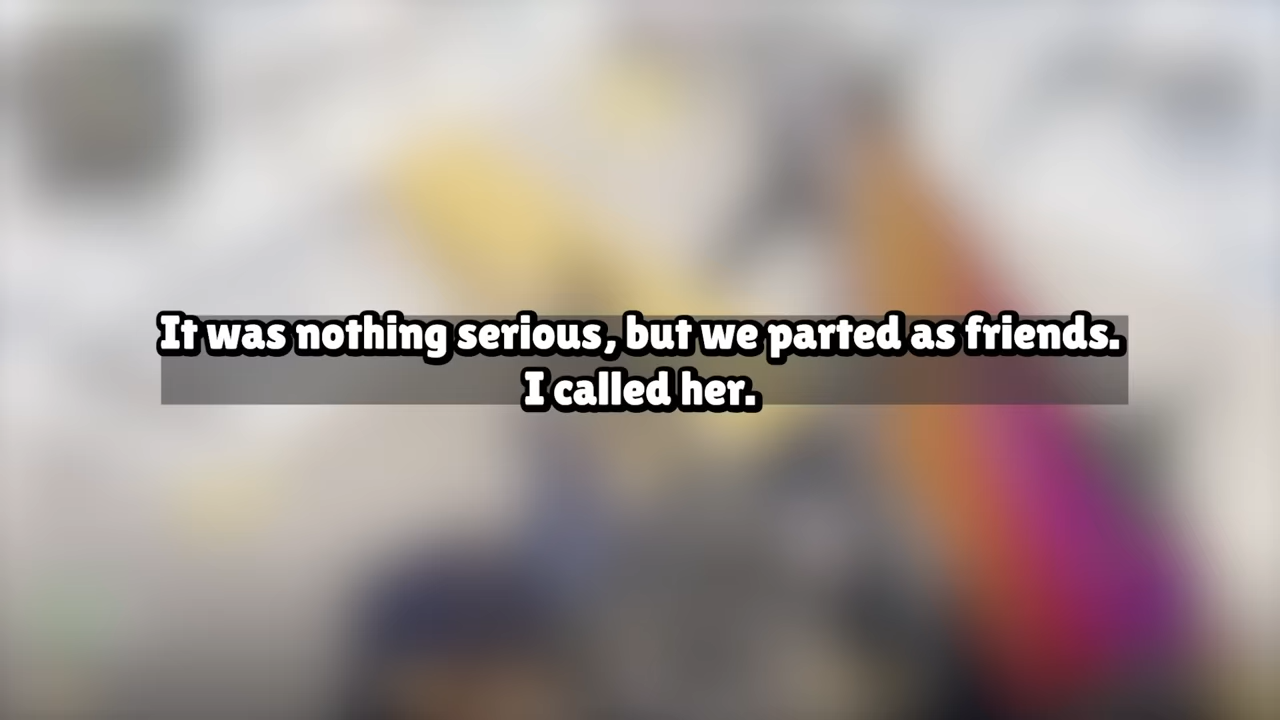 It was nothing serious, but we parted as friends.
I called her.